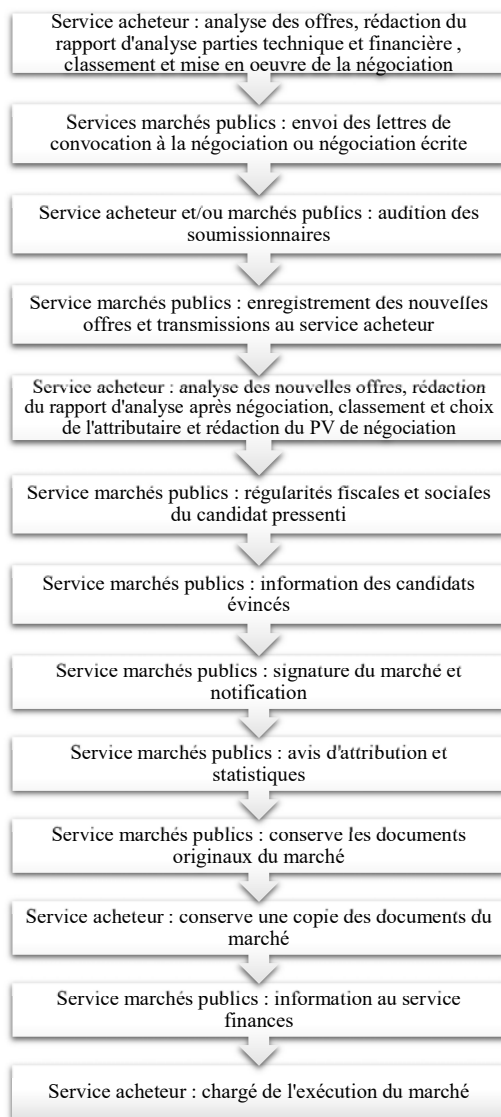 Service acheteur : analyse des offres, rédaction du
rapport d'analyse parties technique et financière ,
classement et mise en oeuvre de la négociation
Services marchés publics : envoi des lettres de
convocation à la négociation ou négociation écrite
Service acheteur et/ou marchés publics : audition des
soumissionnaires
Service marchés publics : enregistrement des nouvelles
offres et transmissions au service acheteur
Service acheteur : analyse des nouvelles offres, rédaction
du rapport d'analyse après négociation, classement et choix
de l'attributaire et rédaction du PV de négociation
Service marchés publics : régularités fiscales et sociales
du candidat pressenti
Service marchés publics : information des candidats
évincés
Service marchés publics : signature du marché et
notification
Service marchés publics : avis d'attribution et
statistiques
Service marchés publics : conserve les documents
originaux du marché
Service acheteur : conserve une copie des documents du
marché
Service marchés publics : information au service
finances
Service acheteur : chargé de l'exécution du marché